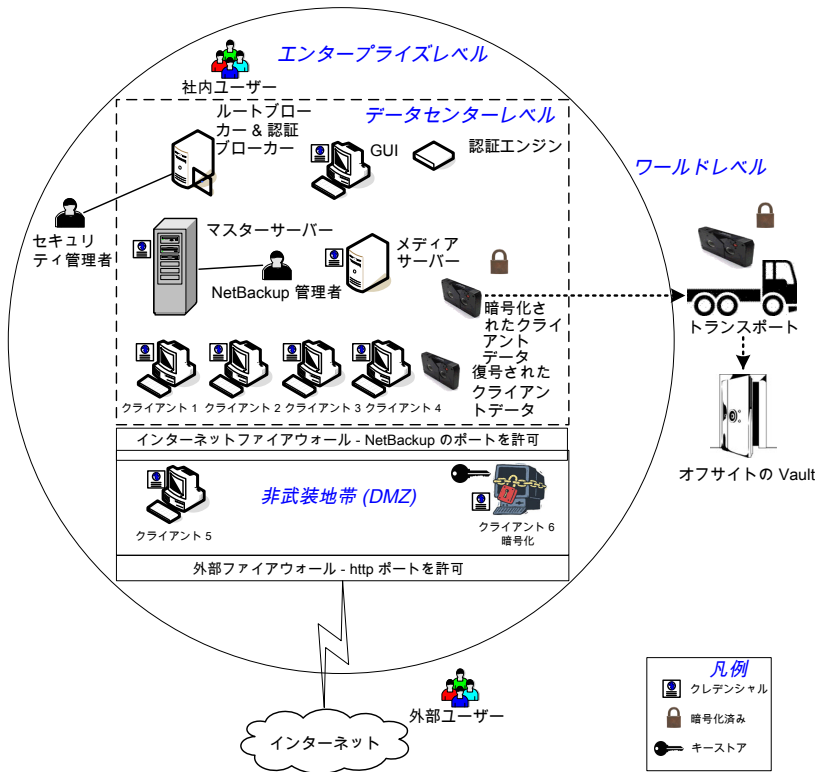 エンタープライズレベル
社内ユーザー
データセンターレベル
ルートブロー
カー & 認証
ブローカー
GUI
認証エンジン
ワールドレベル
セキュリ
ティ管理者
マスターサーバー
NetBackup 管理者
メディア
サーバー
暗号化さ
れたクライ
アント
データ
復号された
クライアン
トデータ
トランスポート
クライアント 1
クライアント 2
クライアント 3
クライアント 4
インターネットファイアウォール - NetBackup のポートを許可
オフサイトの Vault
非武装地帯 (DMZ)
クライアント 5
クライアント 6
暗号化
外部ファイアウォール - http ポートを許可
外部ユーザー
インターネット
凡例
クレデンシャル
暗号化済み
キーストア